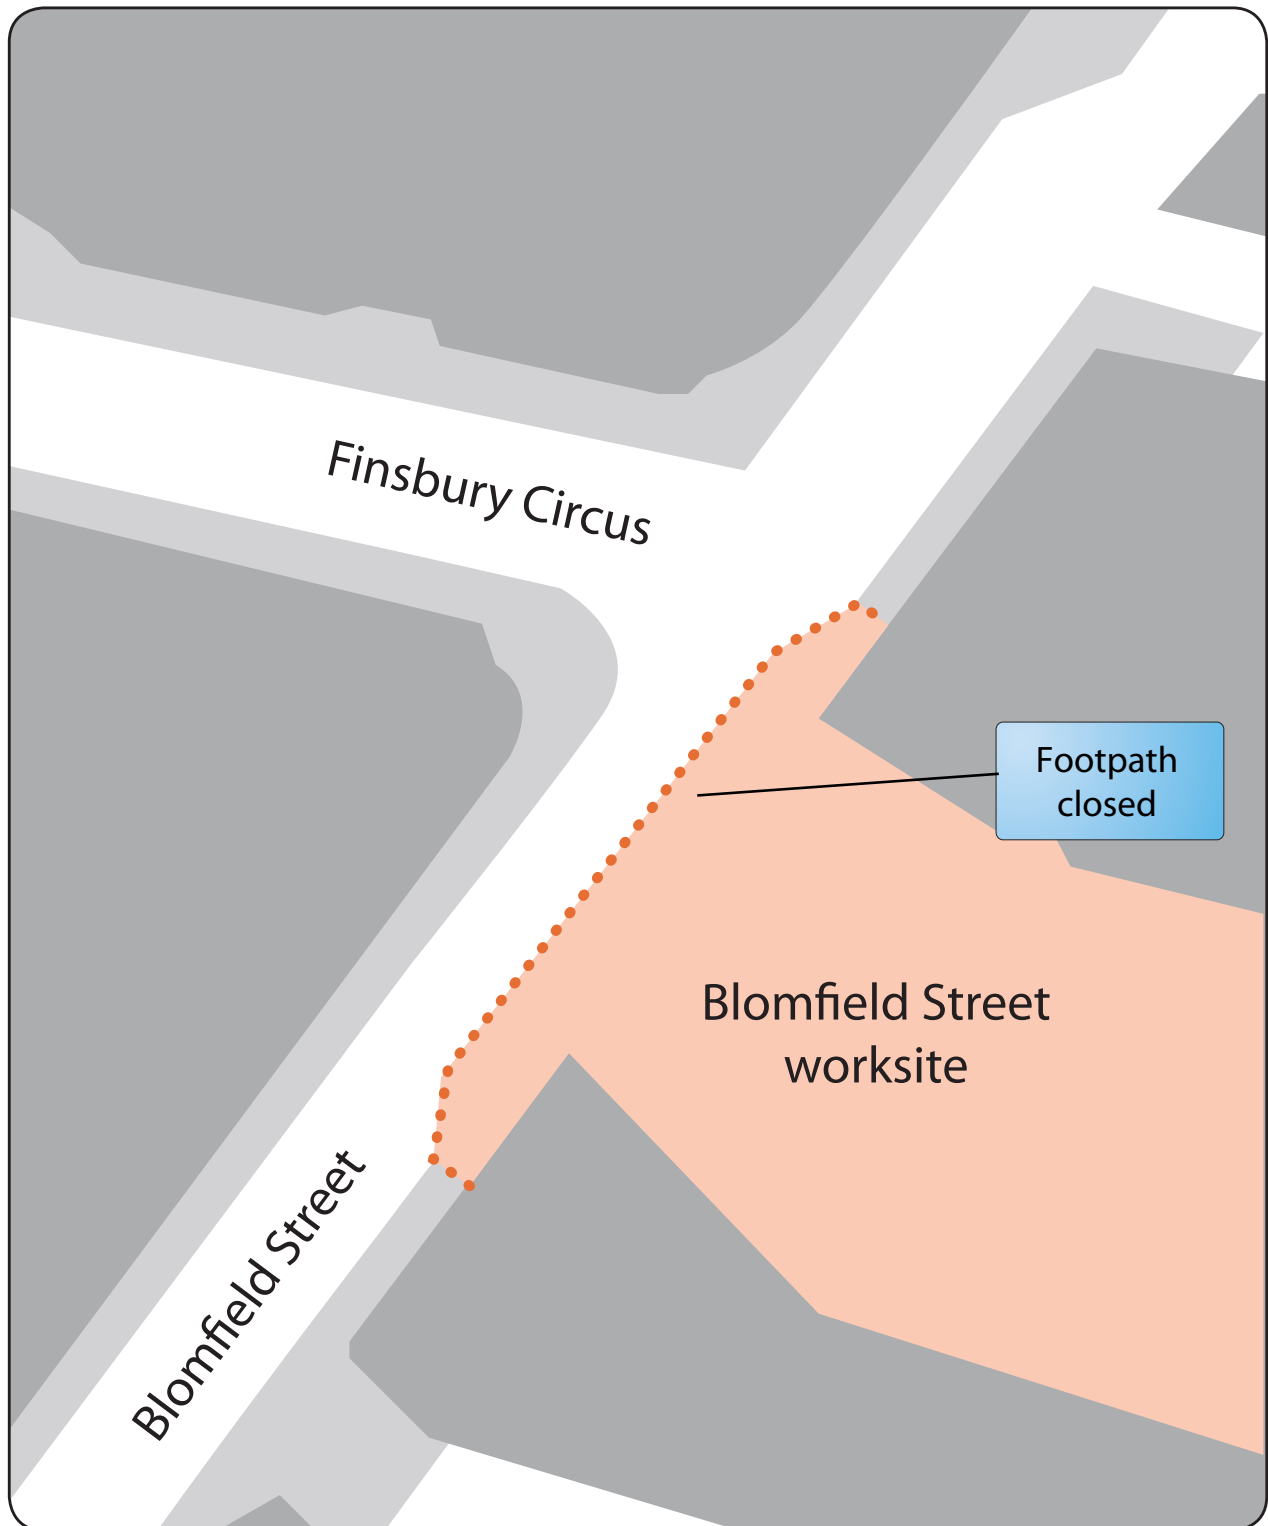 Finsbury Circus
Footpath
closed
Blomfield Street
worksite
Blomfield Street